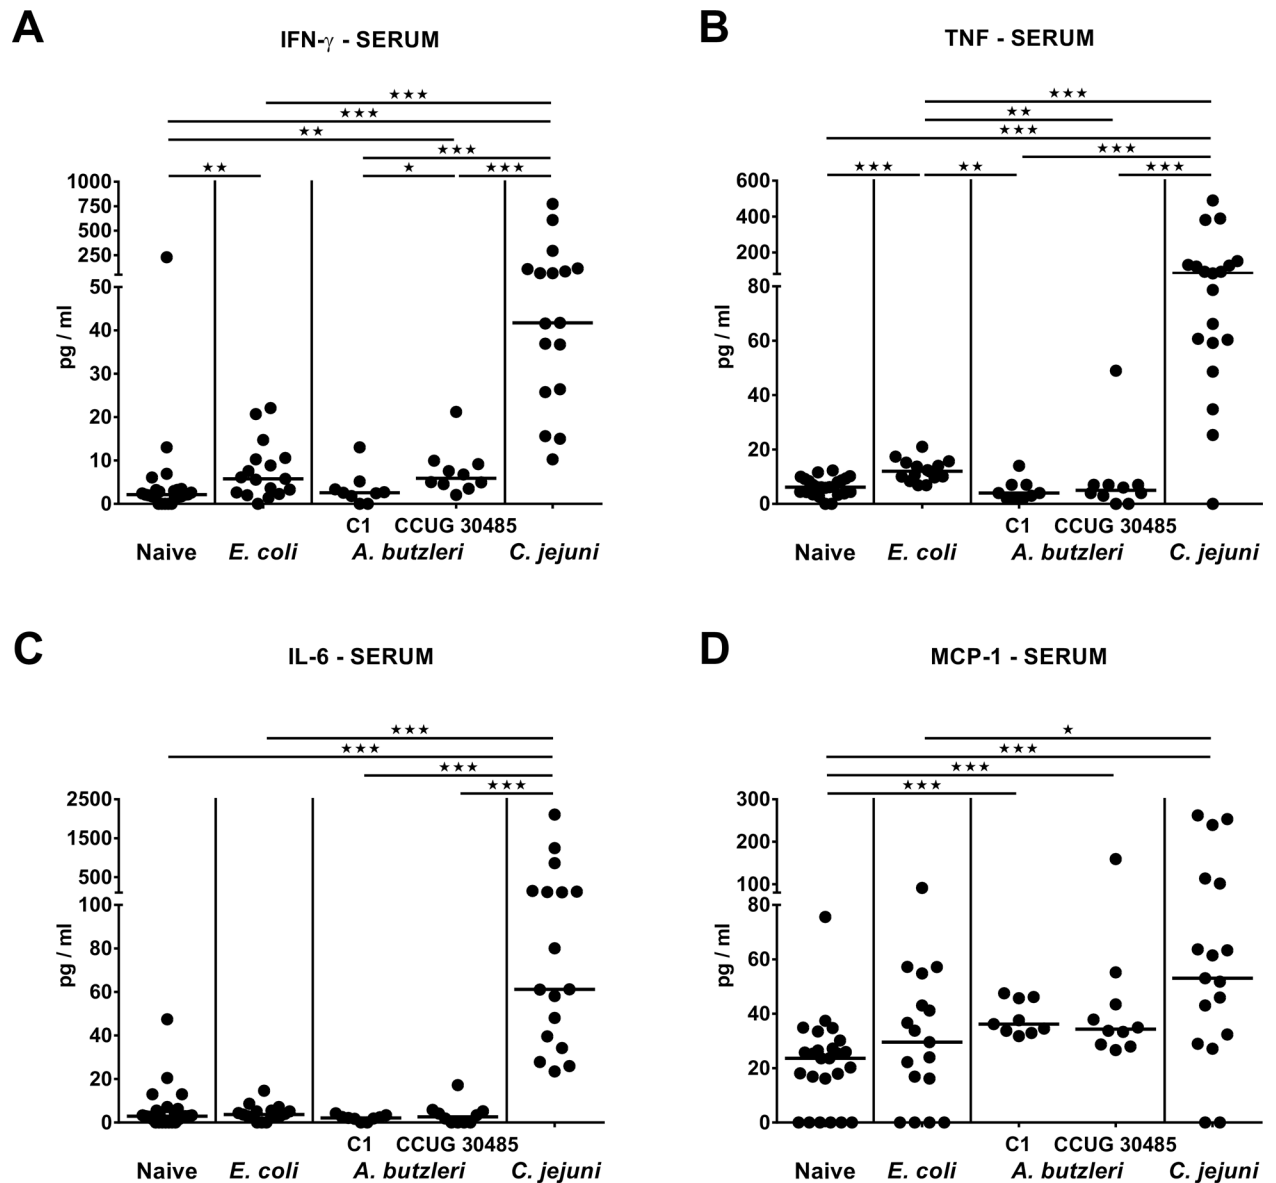 A
IFN-γ - SERUM
★★★
★★★
★★
★★★
★★
★
★★★
1000
750
500
250
50
40
30
20
10
0
pg / ml
C1 CCUG 30485
Naive E. coli A. butzleri C. jejuni
B
TNF - SERUM
★★★
★★
★★★
★★★
★★★
★★
★★★
600
400
200
80
60
40
20
0
pg / ml
C1 CCUG 30485
Naive E. coli A. butzleri C. jejuni
C
IL-6 - SERUM
★★★
★★★
★★★
★★★
2500
1500
500
100
80
60
40
20
0
pg / ml
C1 CCUG 30485
Naive E. coli A. butzleri C. jejuni
D
MCP-1 - SERUM
★
★★★
★★★
★★★
300
200
100
80
60
40
20
0
pg / ml
C1 CCUG 30485
Naive E. coli A. butzleri C. jejuni